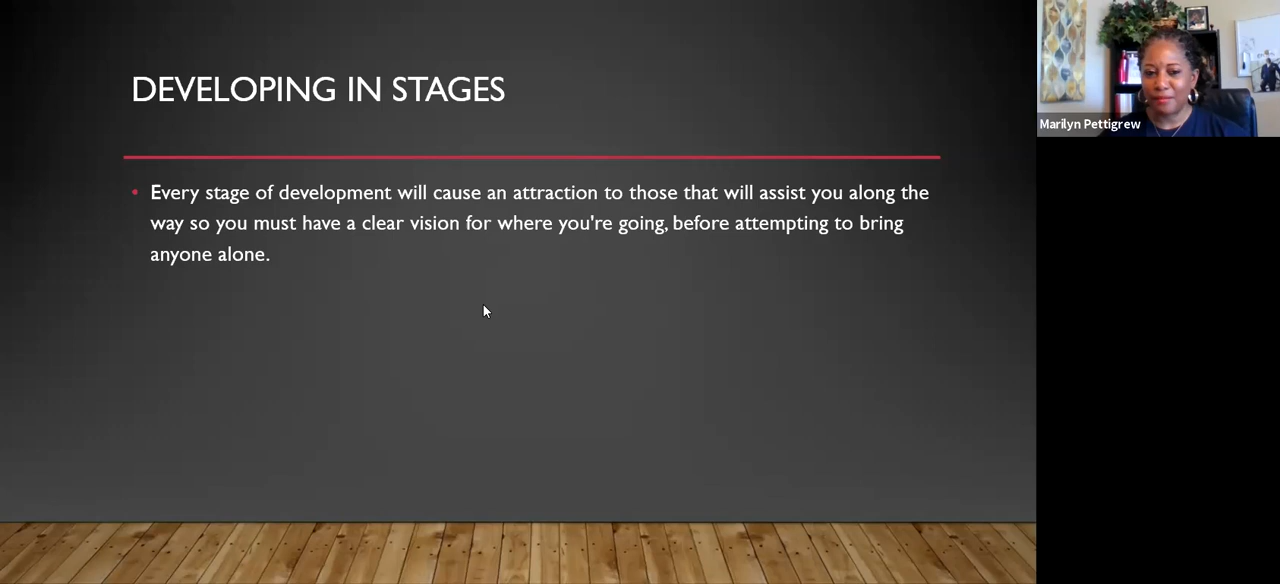 DEVELOPING IN STAGES
• Every stage of development will cause an attraction to those that will assist you along the
way so you must have a clear vision for where you're going, before attempting to bring
anyone alone.
Marilyn Pettigrew